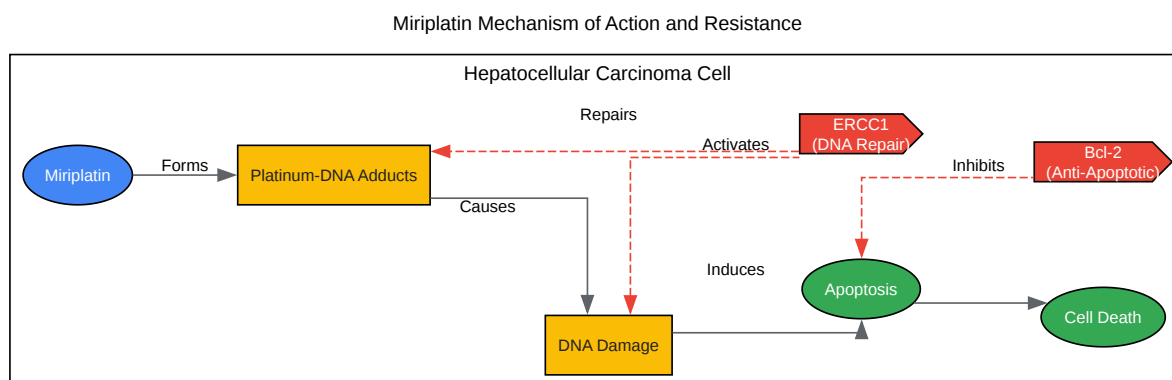 Miriplatin Mechanism of Action and Resistance
Hepatocellular Carcinoma Cell
Repairs
ERCC1
(DNA Repair)
Activates
Bcl-2
(Anti-Apoptotic)
Inhibits
Miriplatin
Forms
Platinum-DNA Adducts
Causes
Induces
Apoptosis
Cell Death
DNA Damage